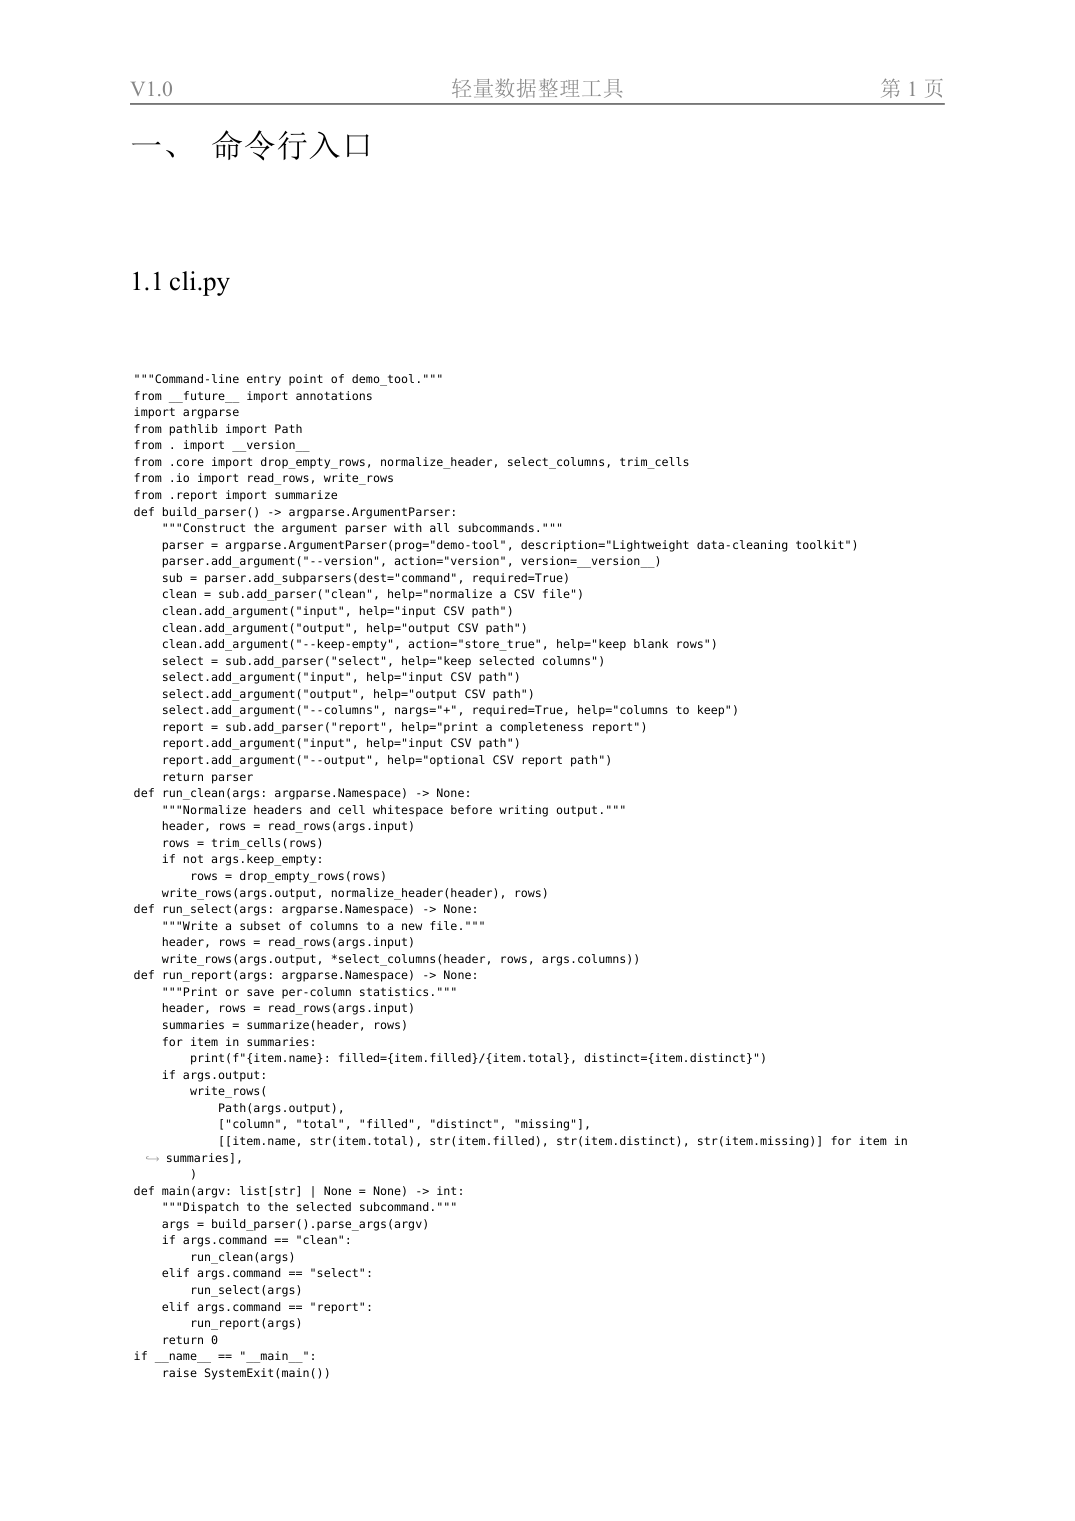 V1.0 轻量数据整理工具 第 1 页
一、 命令行入口
1.1 cli.py
"""Command-line entry point of demo_tool."""
from __future__ import annotations
import argparse
from pathlib import Path
from . import __version__
from .core import drop_empty_rows, normalize_header, select_columns, trim_cells
from .io import read_rows, write_rows
from .report import summarize
def build_parser() -> argparse.ArgumentParser:
    """Construct the argument parser with all subcommands."""
    parser = argparse.ArgumentParser(prog="demo-tool", description="Lightweight data-cleaning toolkit")
    parser.add_argument("--version", action="version", version=__version__)
    sub = parser.add_subparsers(dest="command", required=True)
    clean = sub.add_parser("clean", help="normalize a CSV file")
    clean.add_argument("input", help="input CSV path")
    clean.add_argument("output", help="output CSV path")
    clean.add_argument("--keep-empty", action="store_true", help="keep blank rows")
    select = sub.add_parser("select", help="keep selected columns")
    select.add_argument("input", help="input CSV path")
    select.add_argument("output", help="output CSV path")
    select.add_argument("--columns", nargs="+", required=True, help="columns to keep")
    report = sub.add_parser("report", help="print a completeness report")
    report.add_argument("input", help="input CSV path")
    report.add_argument("--output", help="optional CSV report path")
    return parser
def run_clean(args: argparse.Namespace) -> None:
    """Normalize headers and cell whitespace before writing output."""
    header, rows = read_rows(args.input)
    rows = trim_cells(rows)
    if not args.keep_empty:
        rows = drop_empty_rows(rows)
    write_rows(args.output, normalize_header(header), rows)
def run_select(args: argparse.Namespace) -> None:
    """Write a subset of columns to a new file."""
    header, rows = read_rows(args.input)
    write_rows(args.output, *select_columns(header, rows, args.columns))
def run_report(args: argparse.Namespace) -> None:
    """Print or save per-column statistics."""
    header, rows = read_rows(args.input)
    summaries = summarize(header, rows)
    for item in summaries:
        print(f"{item.name}: filled={item.filled}/{item.total}, distinct={item.distinct}")
    if args.output:
        write_rows(
            Path(args.output),
            ["column", "total", "filled", "distinct", "missing"],
            [[item.name, str(item.total), str(item.filled), str(item.distinct), str(item.missing)] for item in
↪ summaries],
        )
def main(argv: list[str] | None = None) -> int:
    """Dispatch to the selected subcommand."""
    args = build_parser().parse_args(argv)
    if args.command == "clean":
        run_clean(args)
    elif args.command == "select":
        run_select(args)
    elif args.command == "report":
        run_report(args)
    return 0
if __name__ == "__main__":
    raise SystemExit(main())